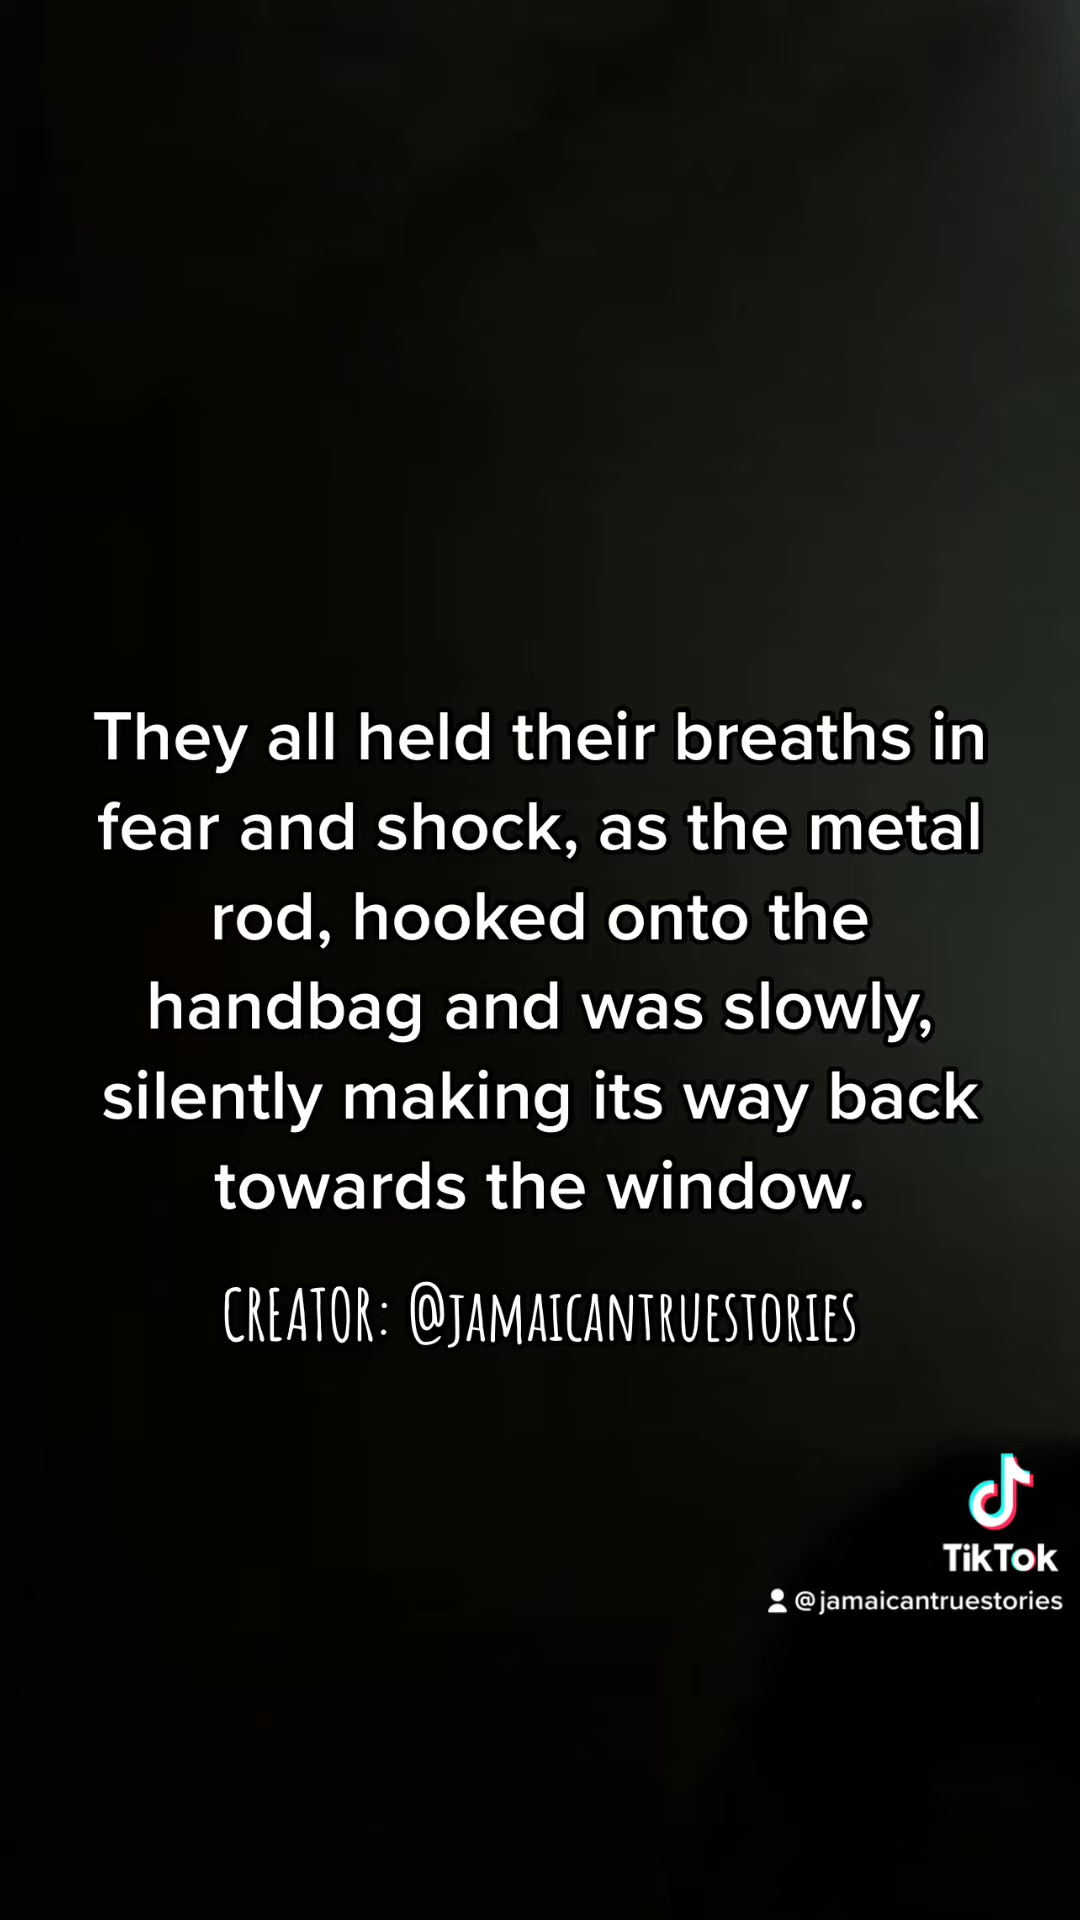 They all held their breaths in
fear and shock, as the metal
rod, hooked onto the
handbag and was slowly,
silently making its way back
towards the window.
CREATOR: @JAMAICANTRUESTORIES
TikTok
@jamaicantruestories